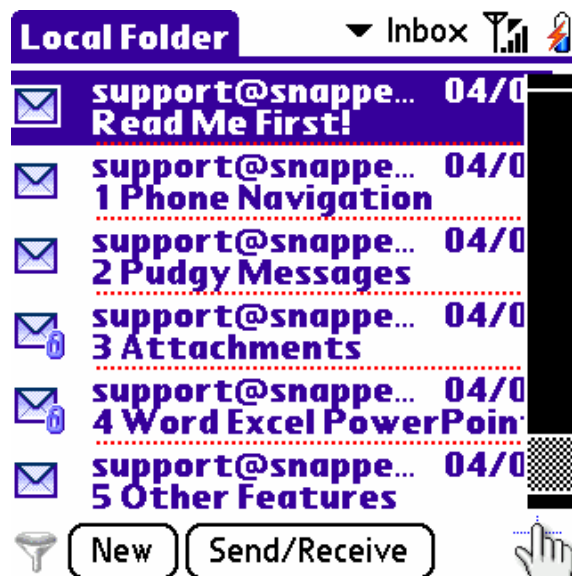 Local Folder
Inbox
support@snappe... 04/0
Read Me First!
support@snappe... 04/0
1 Phone Navigation
support@snappe... 04/0
2 Pudgy Messages
support@snappe... 04/0
3 Attachments
support@snappe... 04/0
4 Word Excel PowerPoin
support@snappe... 04/0
5 Other Features
New Send/Receive